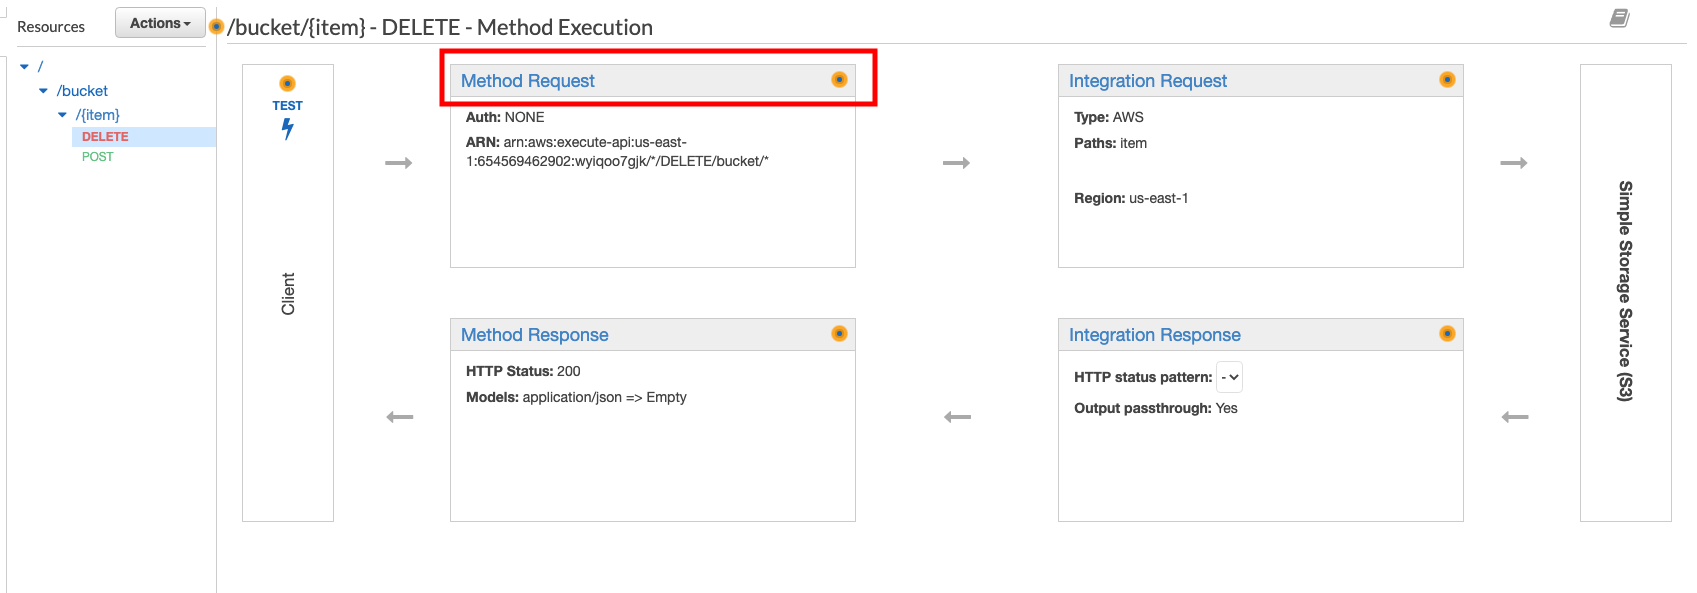 Resources
Actions
/bucket/{item} - DELETE - Method Execution
/
/bucket
/{item}
DELETE
POST
TEST
Client
Method Request
Auth: NONE
ARN: arn:aws:execute-api:us-east-
1:654569462902:wyiqoo7gjk/*/DELETE/bucket/*
Integration Request
Type: AWS
Paths: item
Region: us-east-1
Method Response
HTTP Status: 200
Models: application/json => Empty
Integration Response
HTTP status pattern: -
Output passthrough: Yes
Simple Storage Service (S3)